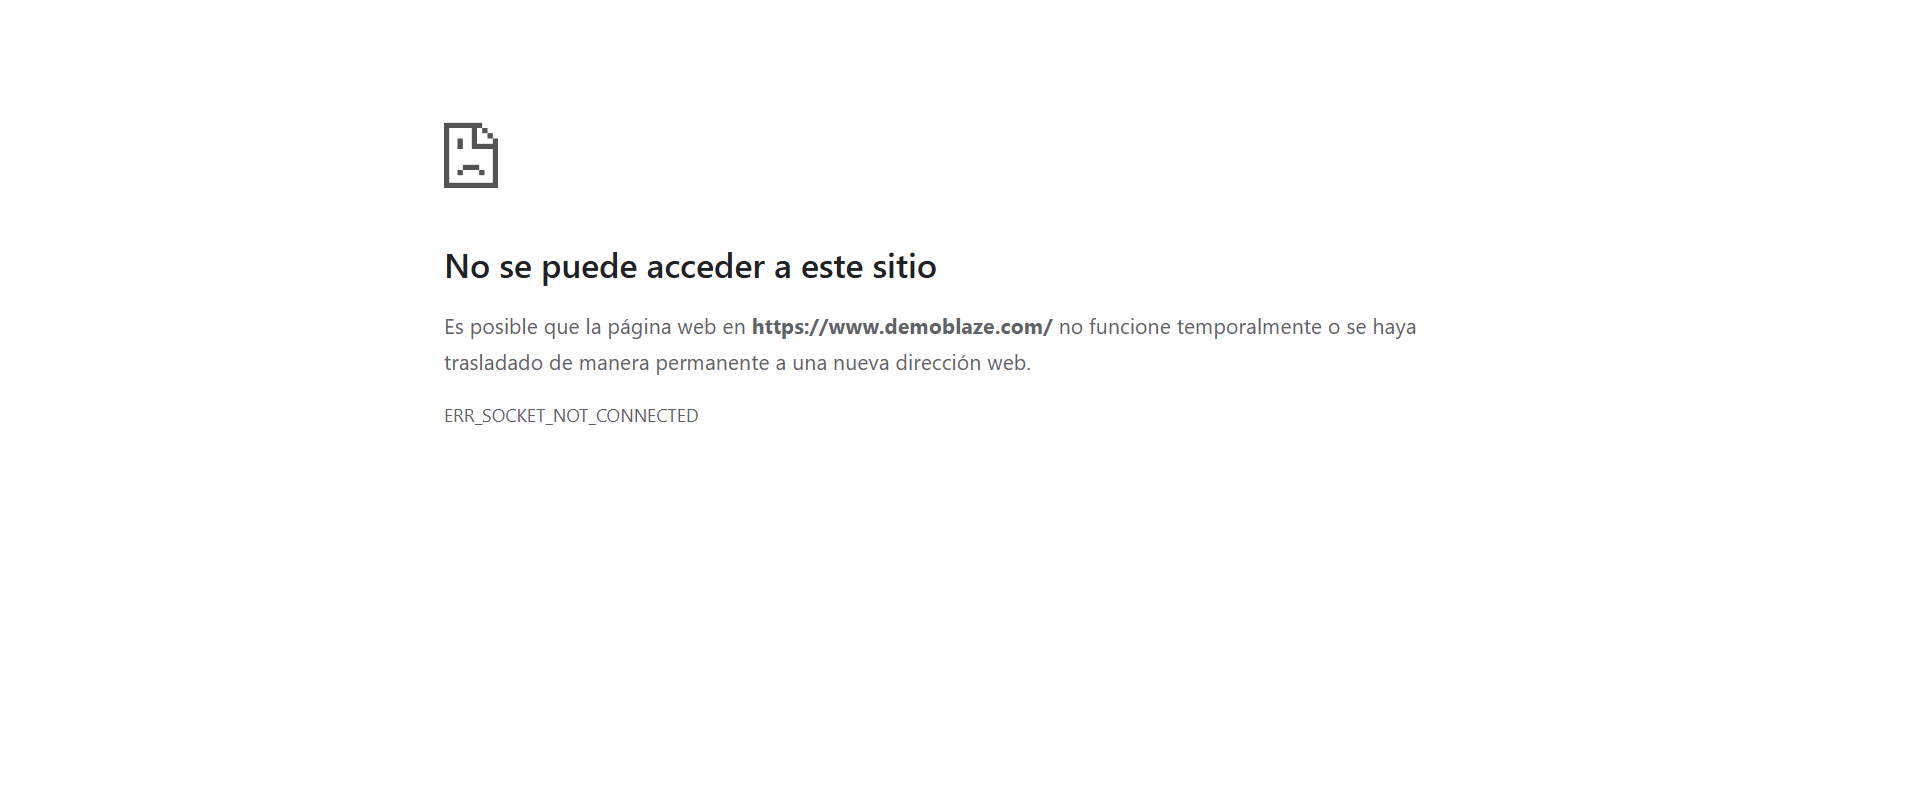 No se puede acceder a este sitio
Es posible que la página web en https://www.demoblaze.com/ no funcione temporalmente o se haya
trasladado de manera permanente a una nueva dirección web.
ERR_SOCKET_NOT_CONNECTED